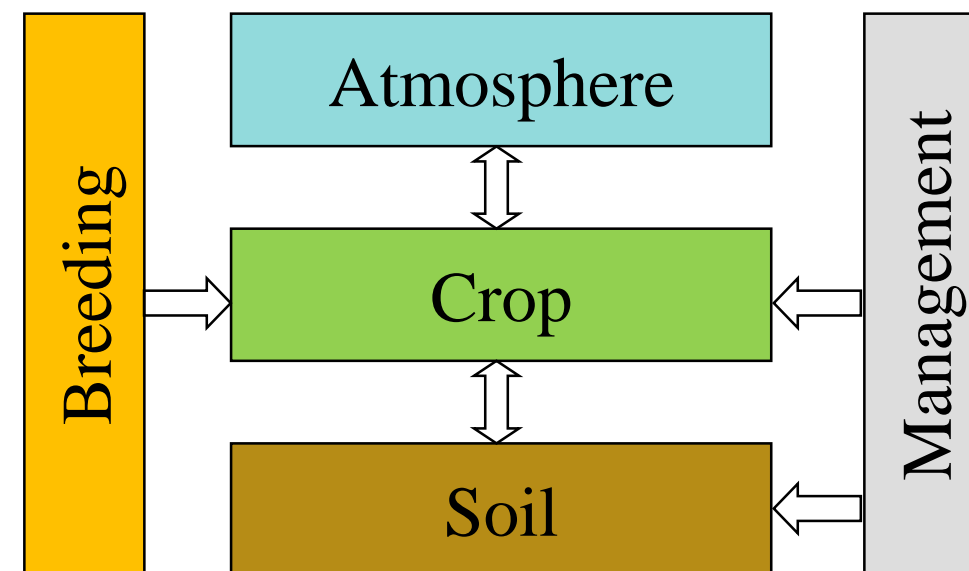 Breeding
Atmosphere
Crop
Soil
Management